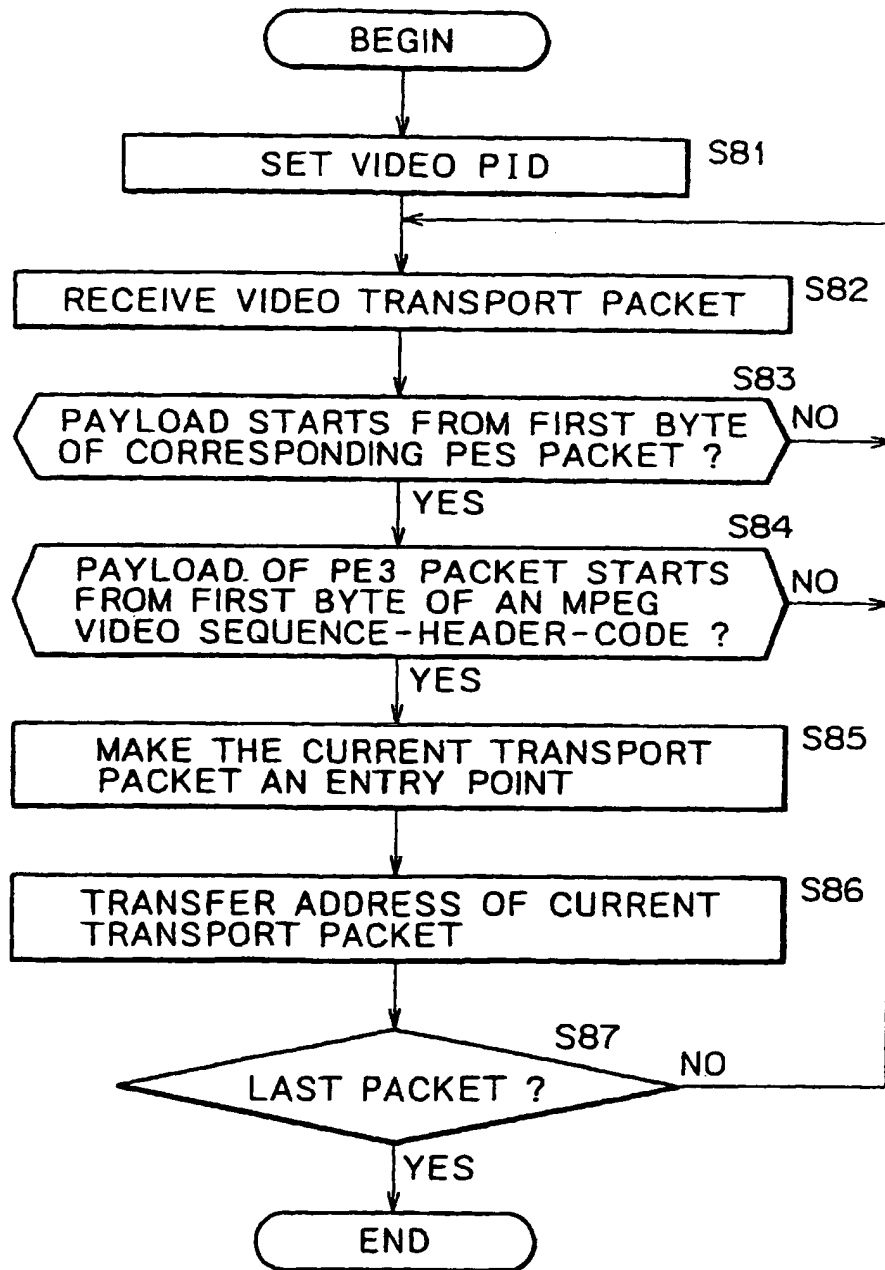 BEGIN
SET VIDEO PID
S81
RECEIVE VIDEO TRANSPORT PACKET
S82
S83
PAYLOAD STARTS FROM FIRST BYTE
OF CORRESPONDING PES PACKET ?
NO
YES
S84
PAYLOAD. OF PE3 PACKET STARTS
FROM FIRST BYTE OF AN MPEG
VIDEO SEQUENCE-HEADER-CODE ?
NO
YES
MAKE THE CURRENT TRANSPORT
PACKET AN ENTRY POINT
S85
TRANSFER ADDRESS OF CURRENT
TRANSPORT PACKET
S86
S87
LAST PACKET ?
NO
YES
END